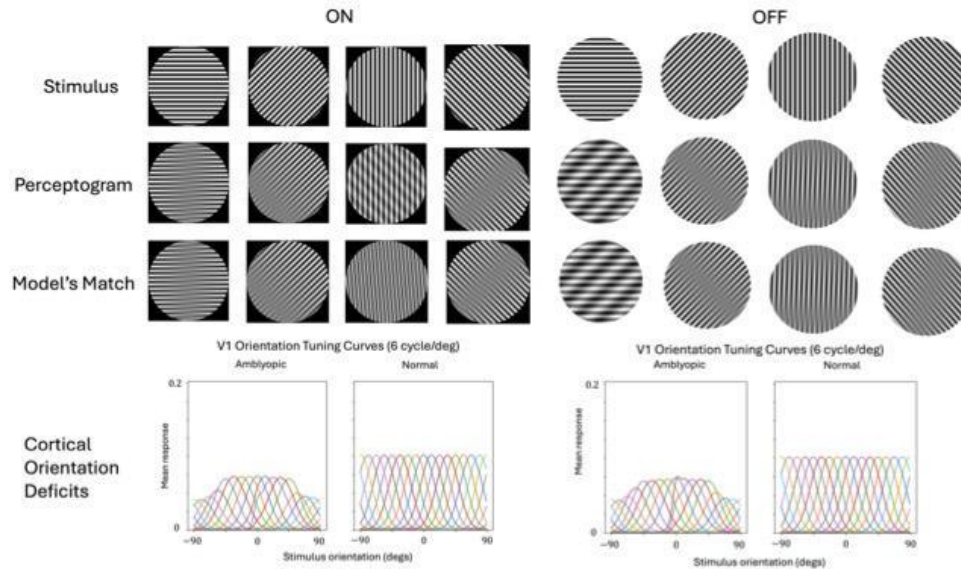 ON
OFF
Stimulus
Perceptogram
Model's Match
V1 Orientation Tuning Curves (6 cycle/deg)
Amblyopic
Normal
V1 Orientation Tuning Curves (6 cycle/deg)
Amblyopic
Normal
Cortical
Orientation
Deficits
Mean response
0.2
0
−90
0
90
−90
0
90
Stimulus orientation (degs)
Mean response
0.2
0
−90
0
90
−90
0
90
Stimulus orientation (degs)